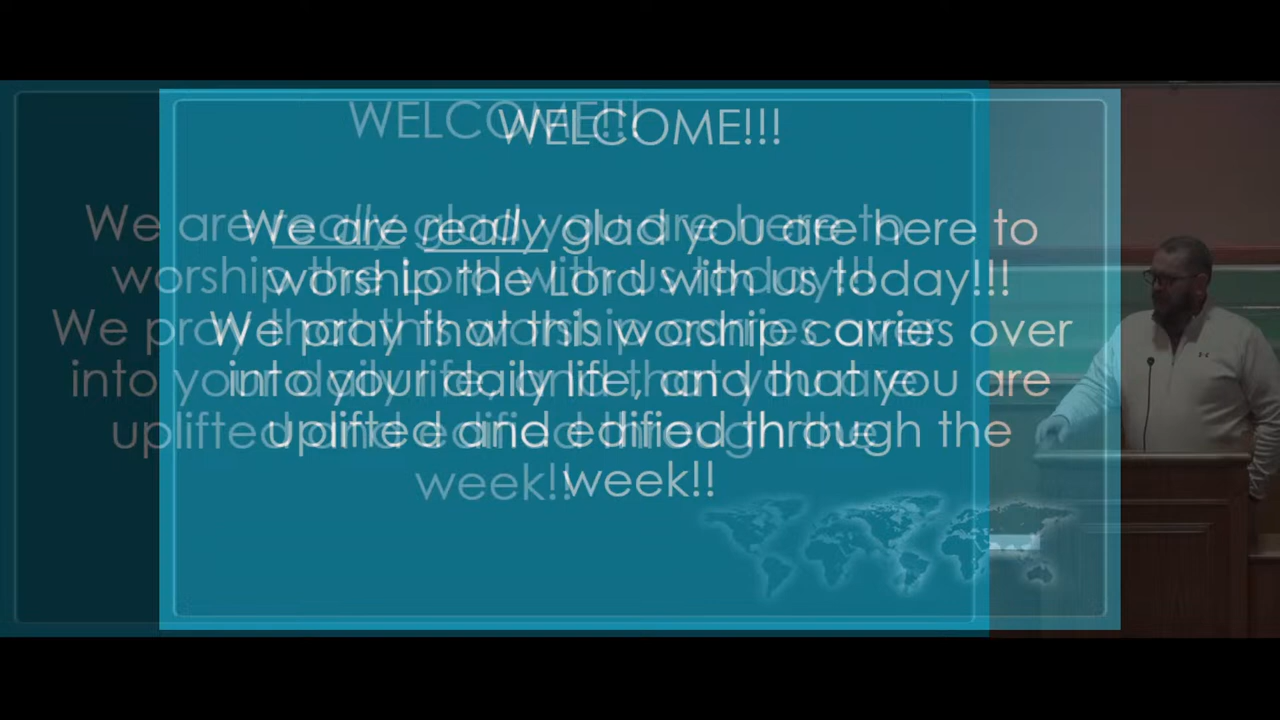 WELCOME!!!
We are really glad you are here to
worship the Lord with us today!!!
We pray that this worship carries over
into your daily life, and that you are
uplifted and edified through the
week!!